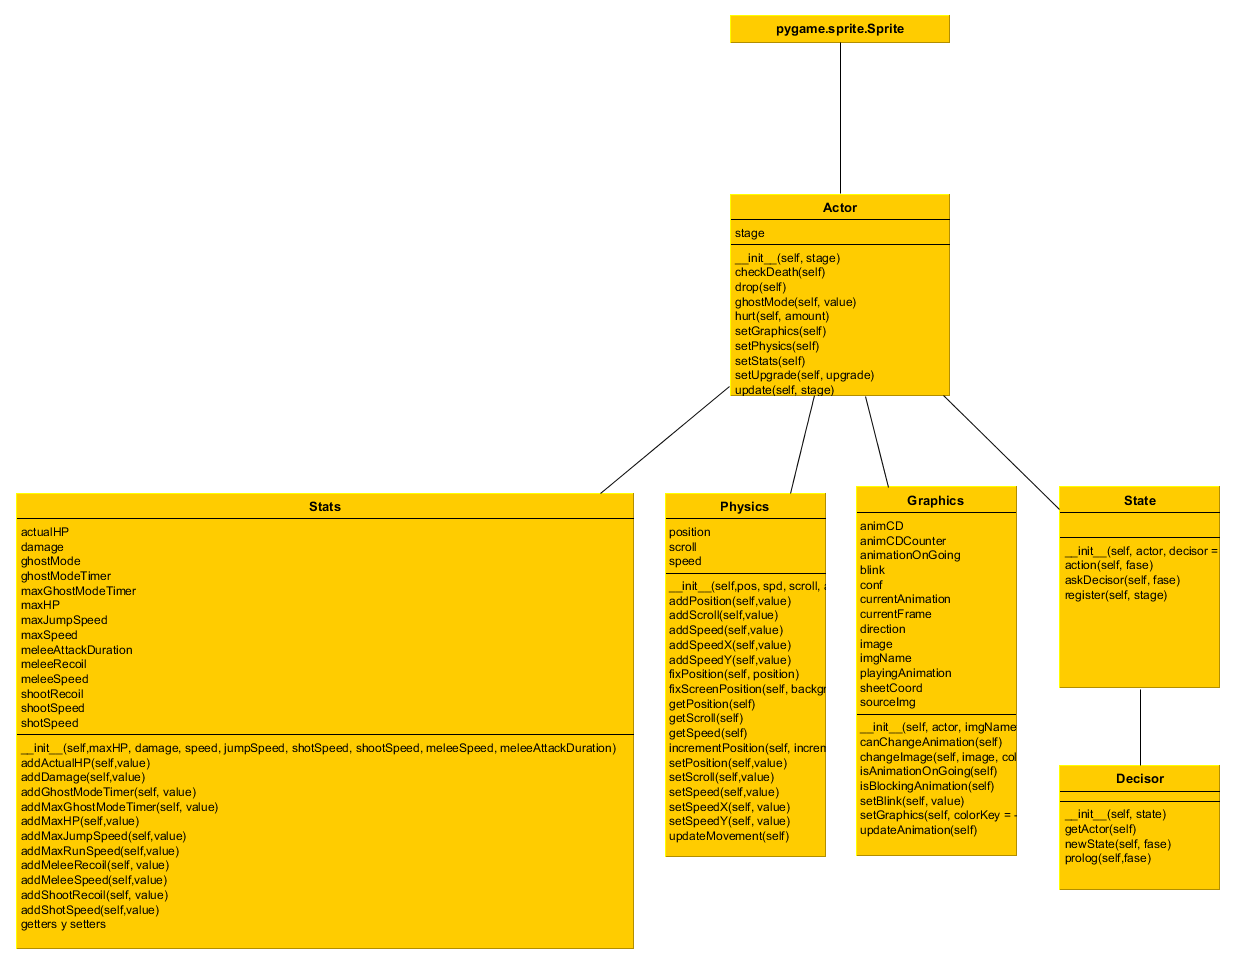 pygame.sprite.Sprite
Actor
stage
__init__(self, stage)
checkDeath(self)
drop(self)
ghostMode(self, value)
hurt(self, amount)
setGraphics(self)
setPhysics(self)
setStats(self)
setUpgrade(self, upgrade)
update(self, stage)
Stats
actualHP
damage
ghostMode
ghostModeTimer
maxGhostModeTimer
maxHP
maxJumpSpeed
maxSpeed
meleeAttackDuration
meleeRecoil
meleeSpeed
shootRecoil
shootSpeed
shotSpeed
__init__(self,maxHP, damage, speed, jumpSpeed, shotSpeed, shootSpeed, meleeSpeed, meleeAttackDuration)
addActualHP(self,value)
addDamage(self,value)
addGhostModeTimer(self, value)
addMaxGhostModeTimer(self, value)
addMaxHP(self,value)
addMaxJumpSpeed(self,value)
addMaxRunSpeed(self,value)
addMeleeRecoil(self, value)
addMeleeSpeed(self,value)
addShootRecoil(self, value)
addShotSpeed(self,value)
getters y setters
Physics
position
scroll
speed
__init__(self,pos, spd, scroll, a
addPosition(self,value)
addScroll(self,value)
addSpeed(self,value)
addSpeedX(self,value)
addSpeedY(self,value)
fixPosition(self, position)
fixScreenPosition(self, backgr
getPosition(self)
getScroll(self)
getSpeed(self)
incrementPosition(self, increm
setPosition(self,value)
setScroll(self,value)
setSpeed(self,value)
setSpeedX(self, value)
setSpeedY(self, value)
updateMovement(self)
Graphics
animCD
animCDCounter
animationOnGoing
blink
conf
currentAnimation
currentFrame
direction
image
imgName
playingAnimation
sheetCoord
sourceImg
__init__(self, actor, imgName
canChangeAnimation(self)
changeImage(self, image, col
isAnimationOnGoing(self)
isBlockingAnimation(self)
setBlink(self, value)
setGraphics(self, colorKey = -
updateAnimation(self)
State
__init__(self, actor, decisor =
action(self, fase)
askDecisor(self, fase)
register(self, stage)
Decisor
__init__(self, state)
getActor(self)
newState(self, fase)
prolog(self,fase)